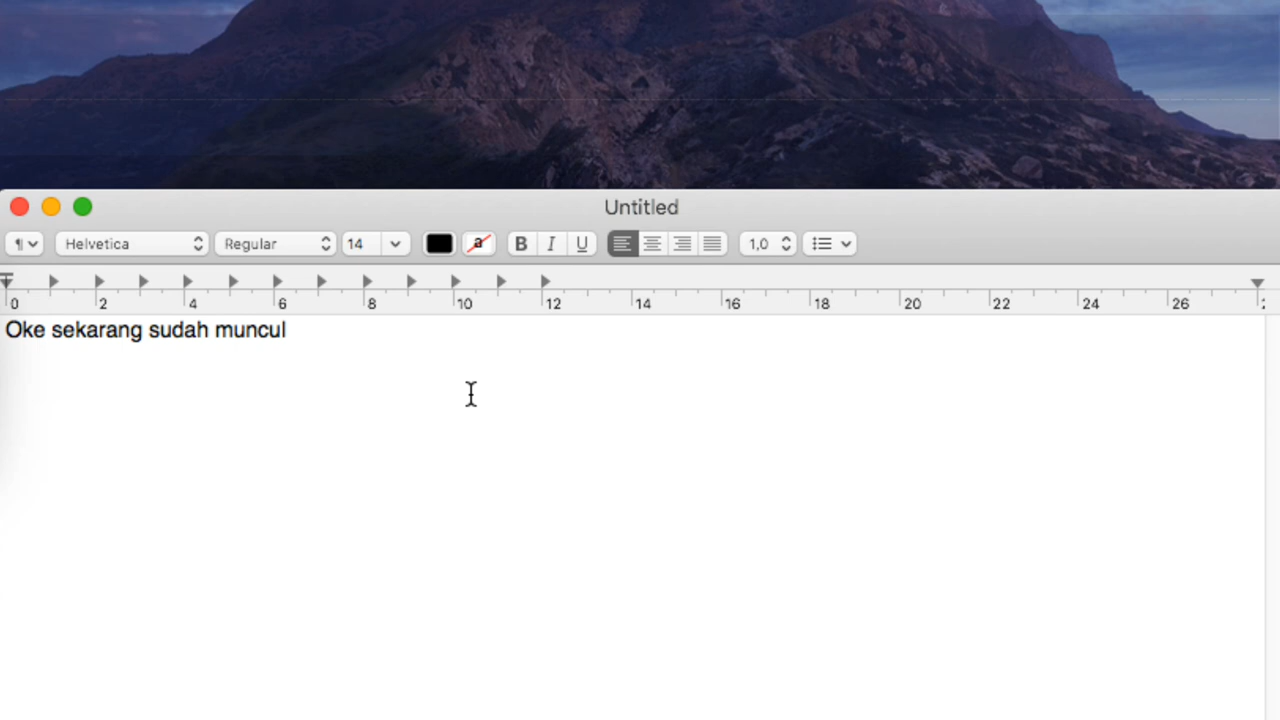 Untitled
¶ Helvetica Regular 14 a B I U 1,0
0 2 4 6 8 10 12 14 16 18 20 22 24 26
Oke sekarang sudah muncul